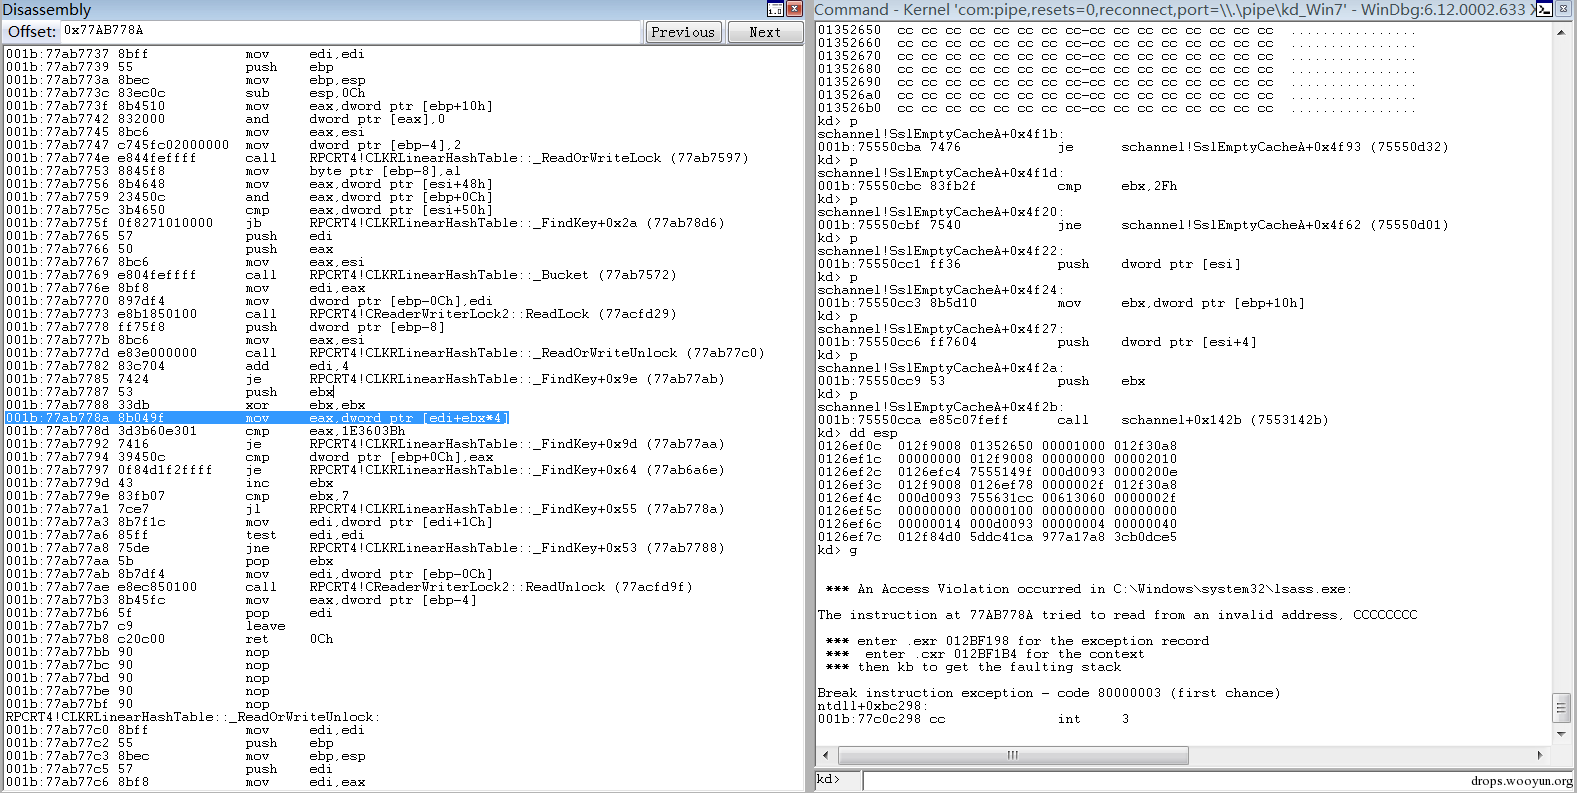 Disassembly
Offset: 0x77AB778A Previous Next
001b:77ab7737 8bff mov edi,edi
001b:77ab7739 55 push ebp
001b:77ab773a 8bec mov ebp,esp
001b:77ab773c 83ec0c sub esp,0Ch
001b:77ab773f 8b4510 mov eax,dword ptr [ebp+10h]
001b:77ab7742 832000 and dword ptr [eax],0
001b:77ab7745 8bc6 mov eax,esi
001b:77ab7747 c745fc02000000 mov dword ptr [ebp-4],2
001b:77ab774e e844feffff call RPCRT4!CLKRLinearHashTable::_ReadOrWriteLock (77ab7597)
001b:77ab7753 8845f8 mov byte ptr [ebp-8],al
001b:77ab7756 8b4648 mov eax,dword ptr [esi+48h]
001b:77ab7759 23450c and eax,dword ptr [ebp+0Ch]
001b:77ab775c 3b4650 cmp eax,dword ptr [esi+50h]
001b:77ab775f 0f8271010000 jb RPCRT4!CLKRLinearHashTable::_FindKey+0x2a (77ab78d6)
001b:77ab7765 57 push edi
001b:77ab7766 50 push eax
001b:77ab7767 8bc6 mov eax,esi
001b:77ab7769 e804feffff call RPCRT4!CLKRLinearHashTable::_Bucket (77ab7572)
001b:77ab776e 8bf8 mov edi,eax
001b:77ab7770 897df4 mov dword ptr [ebp-0Ch],edi
001b:77ab7773 e8b1850100 call RPCRT4!CReaderWriterLock2::ReadLock (77acfd29)
001b:77ab7778 ff75f8 push dword ptr [ebp-8]
001b:77ab777b 8bc6 mov eax,esi
001b:77ab777d e83e000000 call RPCRT4!CLKRLinearHashTable::_ReadOrWriteUnlock (77ab77c0)
001b:77ab7782 83c704 add edi,4
001b:77ab7785 7424 je RPCRT4!CLKRLinearHashTable::_FindKey+0x9e (77ab77ab)
001b:77ab7787 53 push ebx
001b:77ab7788 33db xor ebx,ebx
001b:77ab778a 8b049f mov eax,dword ptr [edi+ebx*4]
001b:77ab778d 3d3b60e301 cmp eax,1E3603Bh
001b:77ab7792 7416 je RPCRT4!CLKRLinearHashTable::_FindKey+0x9d (77ab77aa)
001b:77ab7794 39450c cmp dword ptr [ebp+0Ch],eax
001b:77ab7797 0f84d1f2ffff je RPCRT4!CLKRLinearHashTable::_FindKey+0x64 (77ab6a6e)
001b:77ab779d 43 inc ebx
001b:77ab779e 83fb07 cmp ebx,7
001b:77ab77a1 7ce7 jl RPCRT4!CLKRLinearHashTable::_FindKey+0x55 (77ab778a)
001b:77ab77a3 8b7f1c mov edi,dword ptr [edi+1Ch]
001b:77ab77a6 85ff test edi,edi
001b:77ab77a8 75de jne RPCRT4!CLKRLinearHashTable::_FindKey+0x53 (77ab7788)
001b:77ab77aa 5b pop ebx
001b:77ab77ab 8b7df4 mov edi,dword ptr [ebp-0Ch]
001b:77ab77ae e8ec850100 call RPCRT4!CReaderWriterLock2::ReadUnlock (77acfd9f)
001b:77ab77b3 8b45fc mov eax,dword ptr [ebp-4]
001b:77ab77b6 5f pop edi
001b:77ab77b7 c9 leave
001b:77ab77b8 c20c00 ret 0Ch
001b:77ab77bb 90 nop
001b:77ab77bc 90 nop
001b:77ab77bd 90 nop
001b:77ab77be 90 nop
001b:77ab77bf 90 nop
RPCRT4!CLKRLinearHashTable::_ReadOrWriteUnlock:
001b:77ab77c0 8bff mov edi,edi
001b:77ab77c2 55 push ebp
001b:77ab77c3 8bec mov ebp,esp
001b:77ab77c5 57 push edi
001b:77ab77c6 8bf8 mov edi,eax
Command - Kernel 'com:pipe,resets=0,reconnect,port=\\.\pipe\kd_Win7' - WinDbg:6.12.0002.633 X
01352650 cc cc cc cc cc cc cc cc-cc cc cc cc cc cc cc cc ................
01352660 cc cc cc cc cc cc cc cc-cc cc cc cc cc cc cc cc ................
01352670 cc cc cc cc cc cc cc cc-cc cc cc cc cc cc cc cc ................
01352680 cc cc cc cc cc cc cc cc-cc cc cc cc cc cc cc cc ................
01352690 cc cc cc cc cc cc cc cc-cc cc cc cc cc cc cc cc ................
013526a0 cc cc cc cc cc cc cc cc-cc cc cc cc cc cc cc cc ................
013526b0 cc cc cc cc cc cc cc cc-cc cc cc cc cc cc cc cc ................
kd> p
schannel!SslEmptyCacheA+0x4f1b:
001b:75550cba 7476 je schannel!SslEmptyCacheA+0x4f93 (75550d32)
kd> p
schannel!SslEmptyCacheA+0x4f1d:
001b:75550cbc 83fb2f cmp ebx,2Fh
kd> p
schannel!SslEmptyCacheA+0x4f20:
001b:75550cbf 7540 jne schannel!SslEmptyCacheA+0x4f62 (75550d01)
kd> p
schannel!SslEmptyCacheA+0x4f22:
001b:75550cc1 ff36 push dword ptr [esi]
kd> p
schannel!SslEmptyCacheA+0x4f24:
001b:75550cc3 8b5d10 mov ebx,dword ptr [ebp+10h]
kd> p
schannel!SslEmptyCacheA+0x4f27:
001b:75550cc6 ff7604 push dword ptr [esi+4]
kd> p
schannel!SslEmptyCacheA+0x4f2a:
001b:75550cc9 53 push ebx
kd> p
schannel!SslEmptyCacheA+0x4f2b:
001b:75550cca e85c07feff call schannel+0x142b (7553142b)
kd> dd esp
0126ef0c 012f9008 01352650 00001000 012f30a8
0126ef1c 00000000 012f9008 00000000 00002010
0126ef2c 0126efc4 7555149f 000d0093 0000200e
0126ef3c 012f9008 0126ef78 0000002f 012f30a8
0126ef4c 000d0093 755631cc 00613060 0000002f
0126ef5c 00000000 00000100 00000000 00000000
0126ef6c 00000014 000d0093 00000004 00000040
0126ef7c 012f84d0 5ddc41ca 977a17a8 3cb0dce5
kd> g
*** An Access Violation occurred in C:\Windows\system32\lsass.exe:
The instruction at 77AB778A tried to read from an invalid address, CCCCCCCC
*** enter .exr 012BF198 for the exception record
*** enter .cxr 012BF1B4 for the context
*** then kb to get the faulting stack
Break instruction exception - code 80000003 (first chance)
ntdll+0xbc298:
001b:77c0c298 cc int 3
kd>
drops.wooyun.org